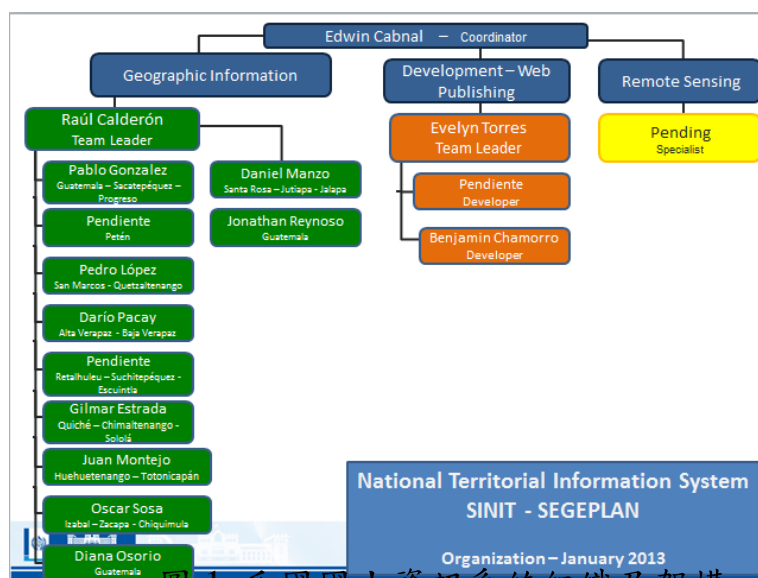 Edwin Cabnal – Coordinator
Geographic Information
Development – Web
Publishing
Remote Sensing
Raúl Calderón
Team Leader
Evelyn Torres
Team Leader
Pending
Specialist
Pablo Gonzalez
Guatemala – Sacatepéquez –
Progreso
Daniel Manzo
Santa Rosa – Jutiapa - Jalapa
Pendiente
Developer
Pendiente
Petén
Jonathan Reynoso
Guatemala
Benjamin Chamorro
Developer
Pedro López
San Marcos - Quetzaltenango
Darío Pacay
Alta Verapaz - Baja Verapaz
Pendiente
Retalhuleu – Suchitepéquez -
Escuintla
Gilmar Estrada
Quiché – Chimaltenango -
Sololá
Juan Montejo
Huehuetenango – Totonicapán
Oscar Sosa
Izabal – Zacapa - Chiquimula
Diana Osorio
Guatemala
National Territorial Information System
SINIT - SEGEPLAN
Organization – January 2013